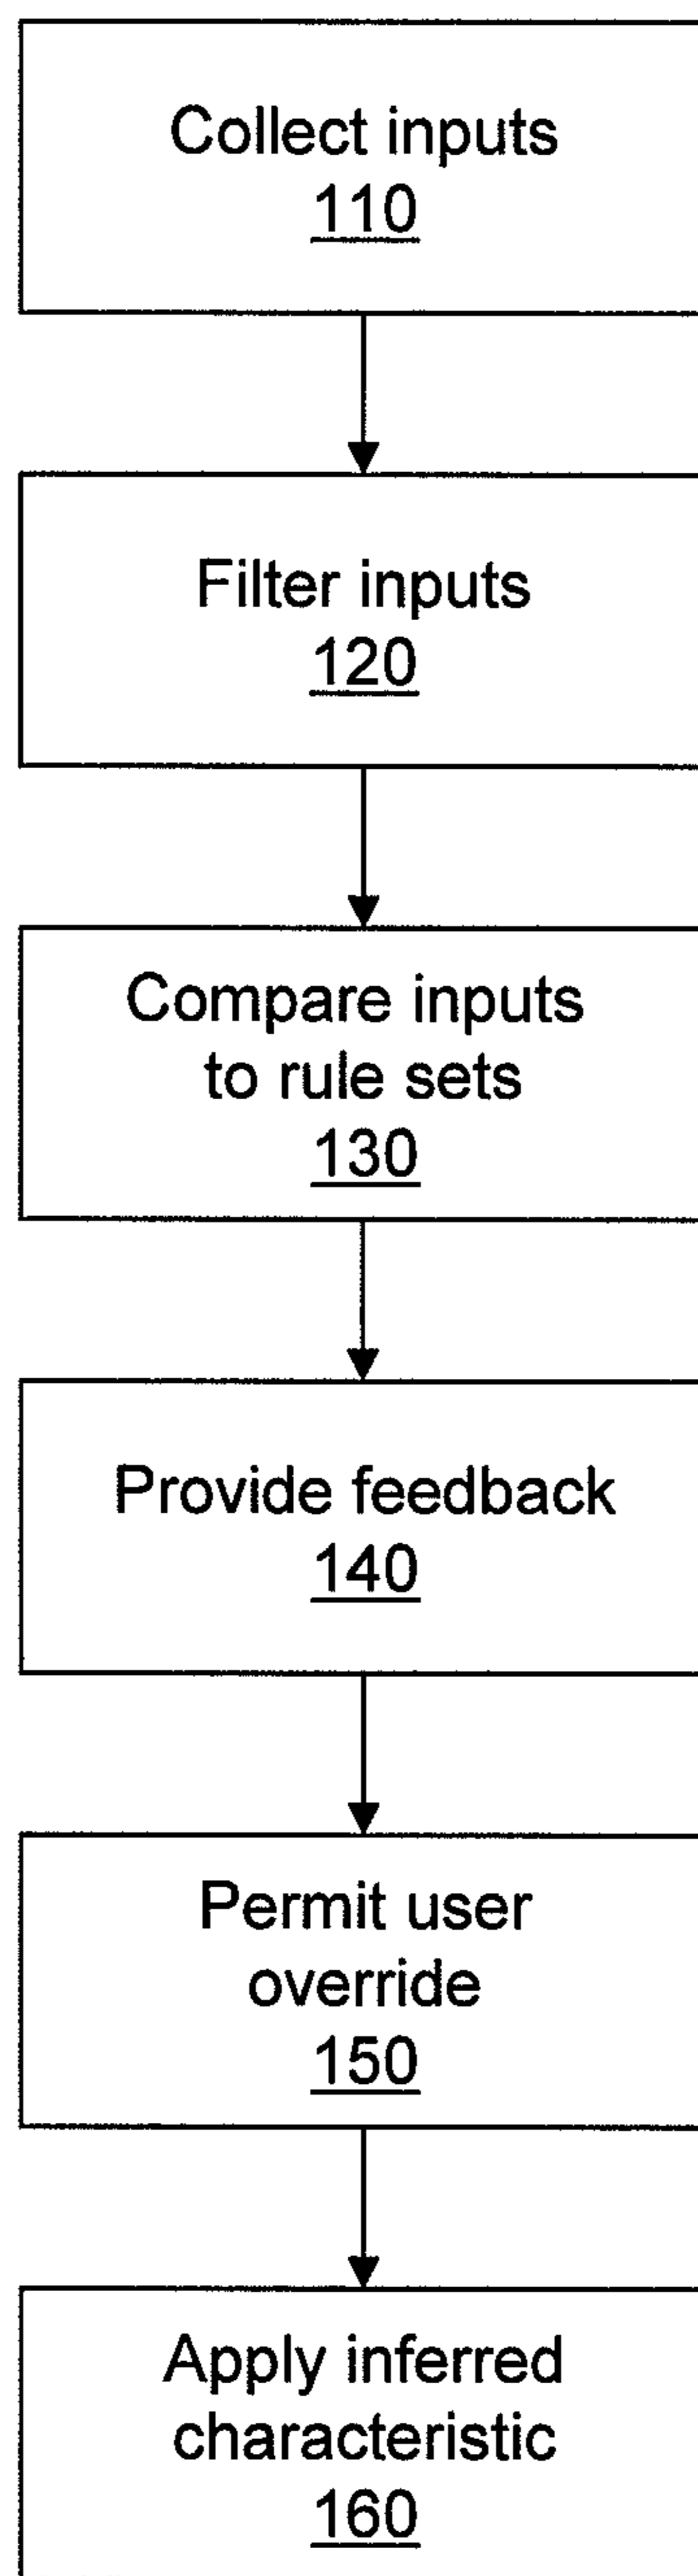 Collect inputs
110
Filter inputs
120
Compare inputs
to rule sets
130
Provide feedback
140
Permit user
override
150
Apply inferred
characteristic
160